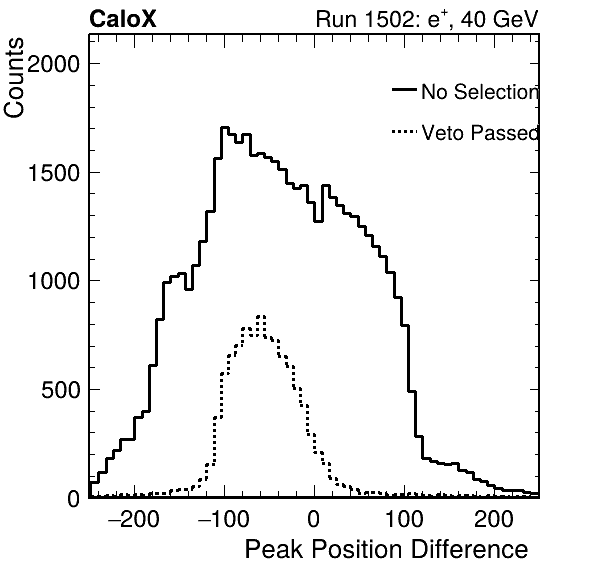 CaloX Run 1502: e⁺, 40 GeV
Counts
2000
No Selection
Veto Passed
1500
1000
500
0
−200 −100 0 100 200
Peak Position Difference